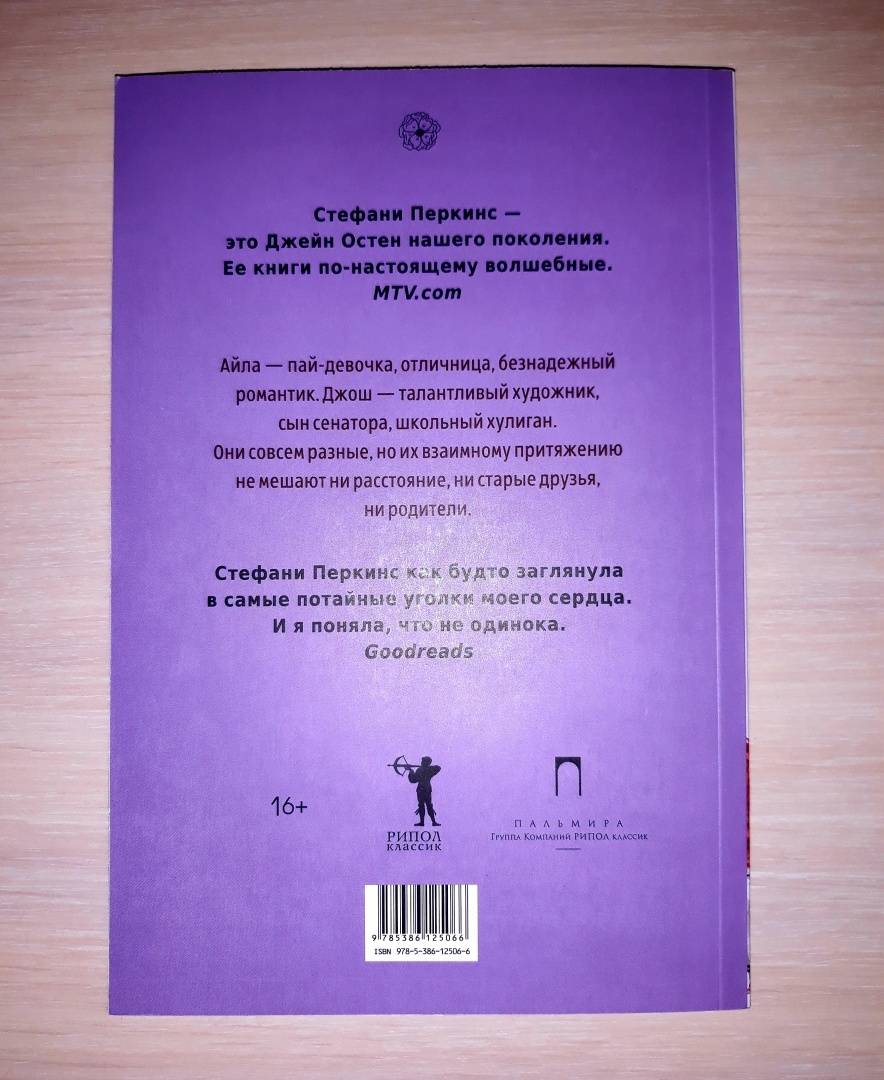 Стефани Перкинс —
это Джейн Остен нашего поколения.
Ее книги по-настоящему волшебные.
MTV.com
Айла — пай-девочка, отличница, безнадежный
романтик. Джош — талантливый художник,
сын сенатора, школьный хулиган.
Они совсем разные, но их взаимному притяжению
не мешают ни расстояние, ни старые друзья,
ни родители.
Стефани Перкинс как будто заглянула
в самые потайные уголки моего сердца.
И я поняла, что не одинока.
Goodreads
16+
РИПОЛ
КЛАССИК
ПАЛЬМИРА
Группа Компаний РИПОЛ классик
9 785386 125066
ISBN 978-5-386-12506-6